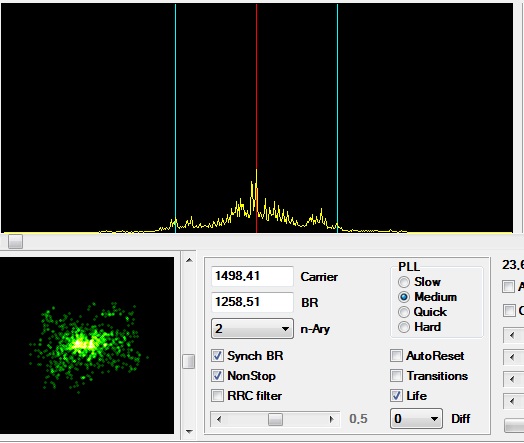 1498,41 Carrier
1258,51 BR
2 n-Ary
Synch BR
NonStop
RRC filter
0,5
PLL
Slow
Medium
Quick
Hard
AutoReset
Transitions
Life
0 Diff
23,6
A